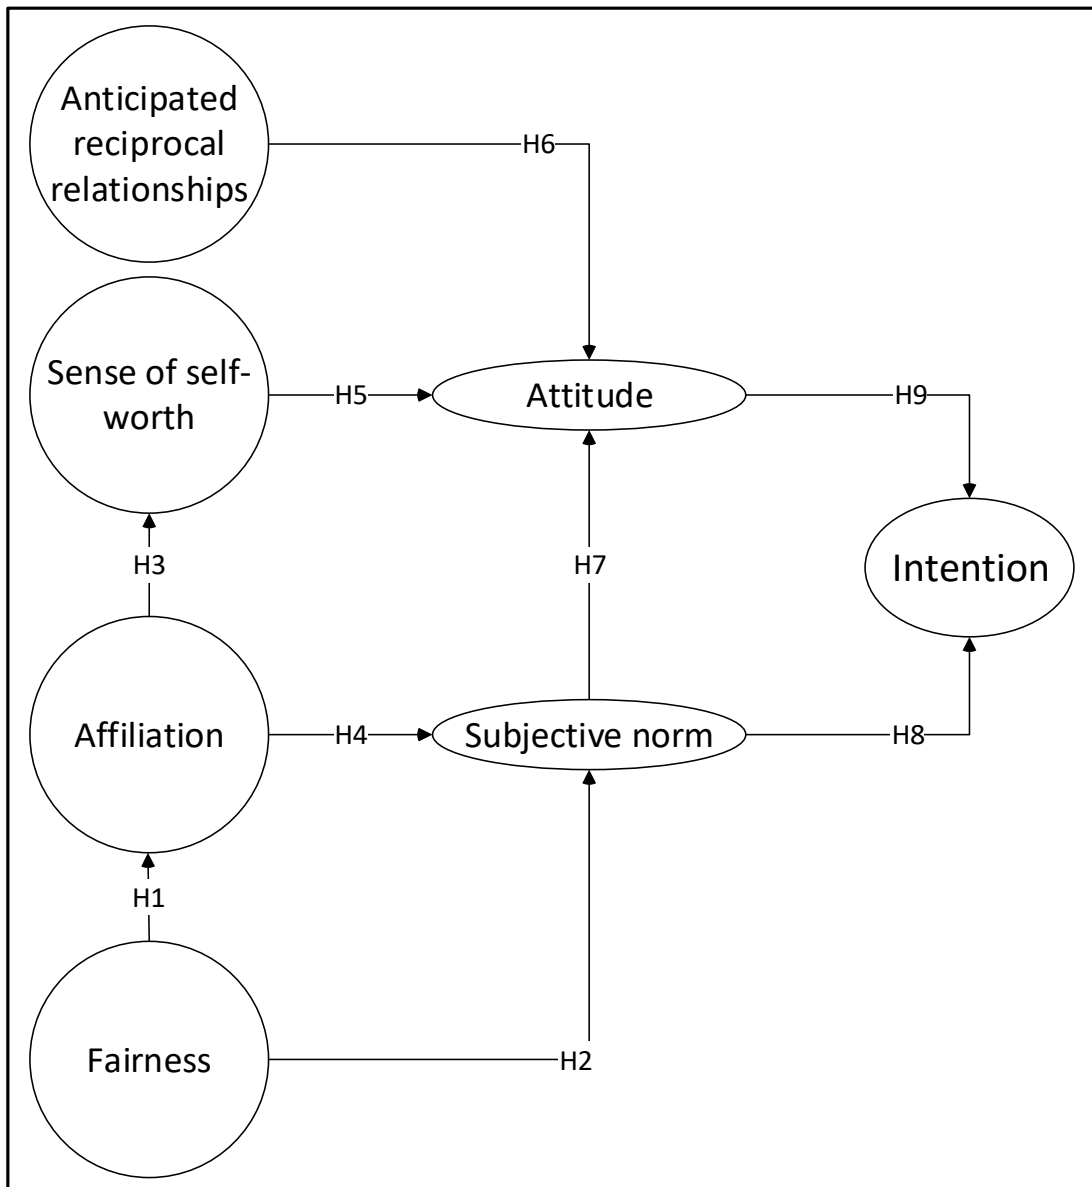 Anticipated
reciprocal
relationships
H6
Sense of self-
worth
H5
Attitude
H9
H3
H7
Intention
Affiliation
H4
Subjective norm
H8
H1
Fairness
H2